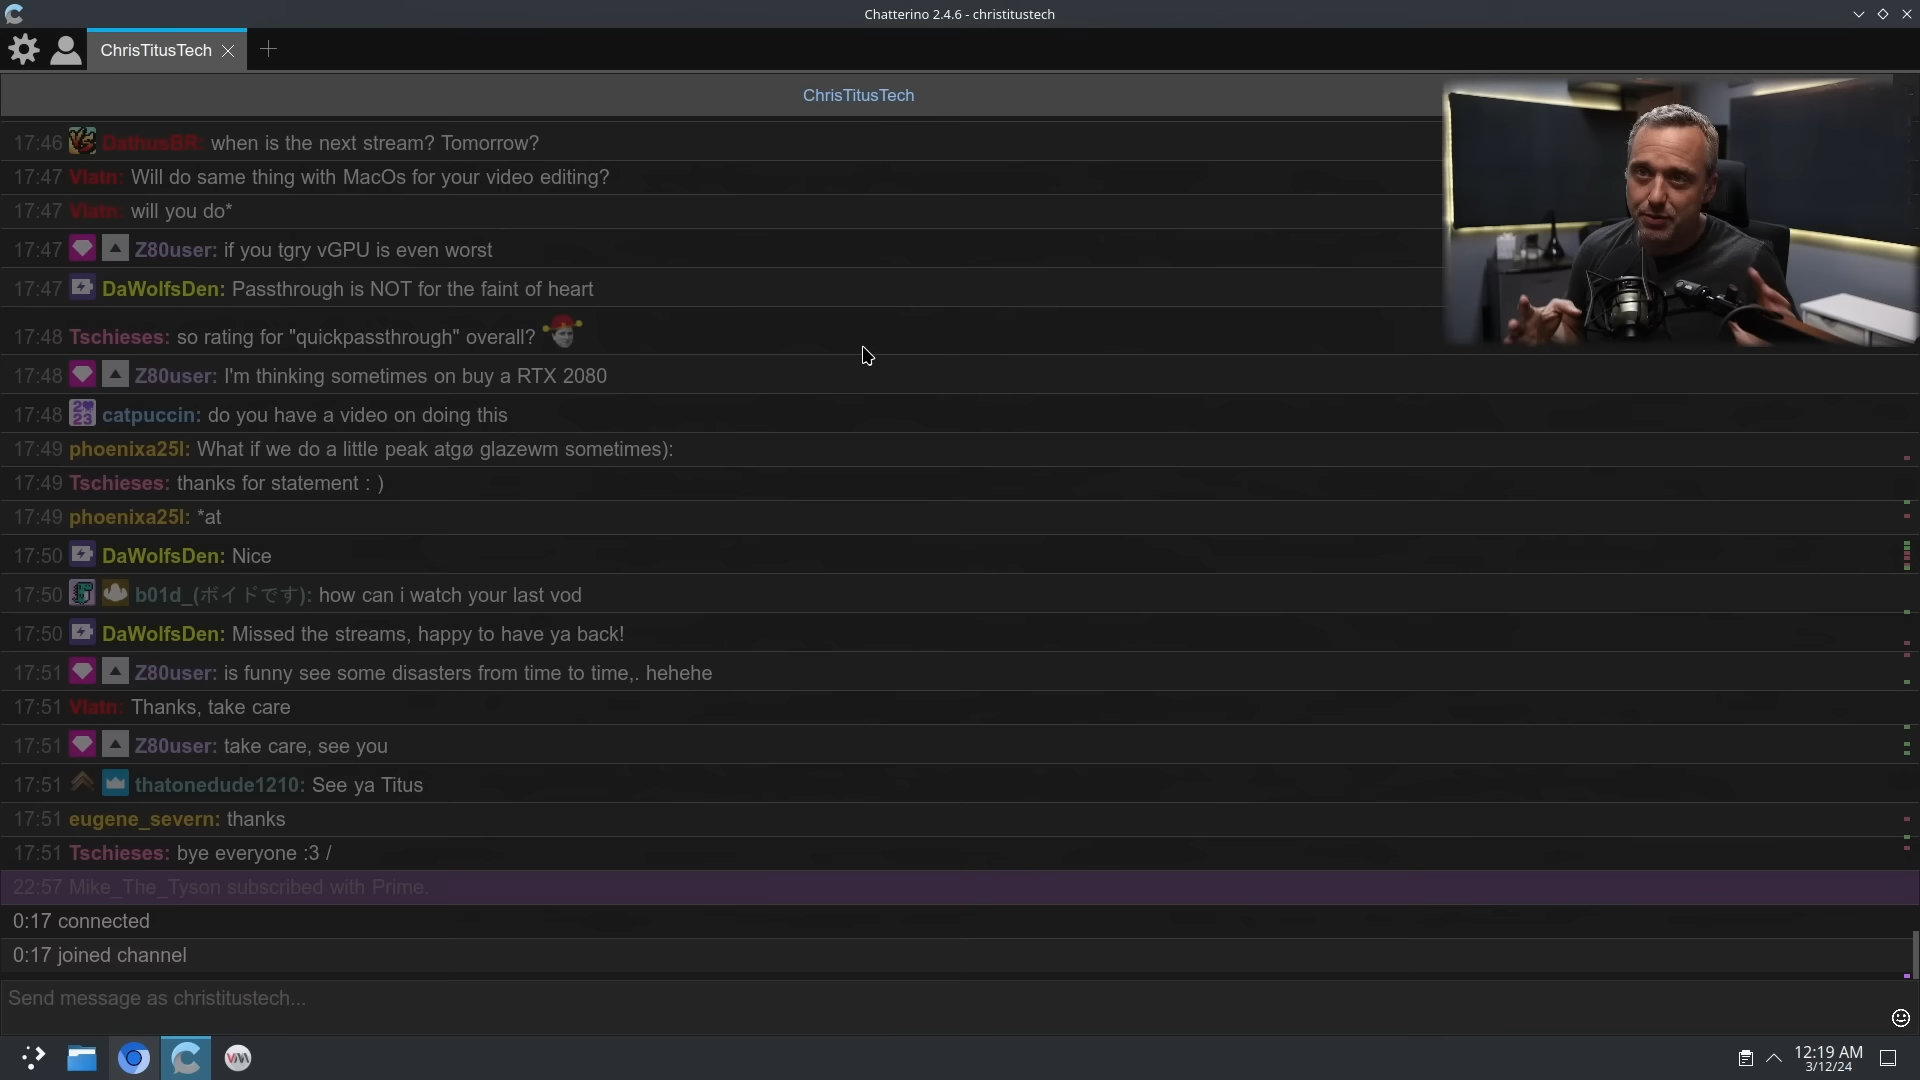 Chatterino 2.4.6 - christitustech
ChrisTitusTech
ChrisTitusTech
17:46 DathusBR: when is the next stream? Tomorrow?
17:47 Vlatn: Will do same thing with MacOs for your video editing?
17:47 Vlatn: will you do*
17:47 Z80user: if you tgry vGPU is even worst
17:47 DaWolfsDen: Passthrough is NOT for the faint of heart
17:48 Tschieses: so rating for "quickpassthrough" overall?
17:48 Z80user: I'm thinking sometimes on buy a RTX 2080
17:48 2023 catpuccin: do you have a video on doing this
17:49 phoenixa25l: What if we do a little peak atgø glazewm sometimes):
17:49 Tschieses: thanks for statement : )
17:49 phoenixa25l: *at
17:50 DaWolfsDen: Nice
17:50 b01d_(ボイドです): how can i watch your last vod
17:50 DaWolfsDen: Missed the streams, happy to have ya back!
17:51 Z80user: is funny see some disasters from time to time,. hehehe
17:51 Vlatn: Thanks, take care
17:51 Z80user: take care, see you
17:51 thatonedude1210: See ya Titus
17:51 eugene_severn: thanks
17:51 Tschieses: bye everyone :3 /
22:57 Mike_The_Tyson subscribed with Prime.
0:17 connected
0:17 joined channel
Send message as christitustech...
12:19 AM
3/12/24